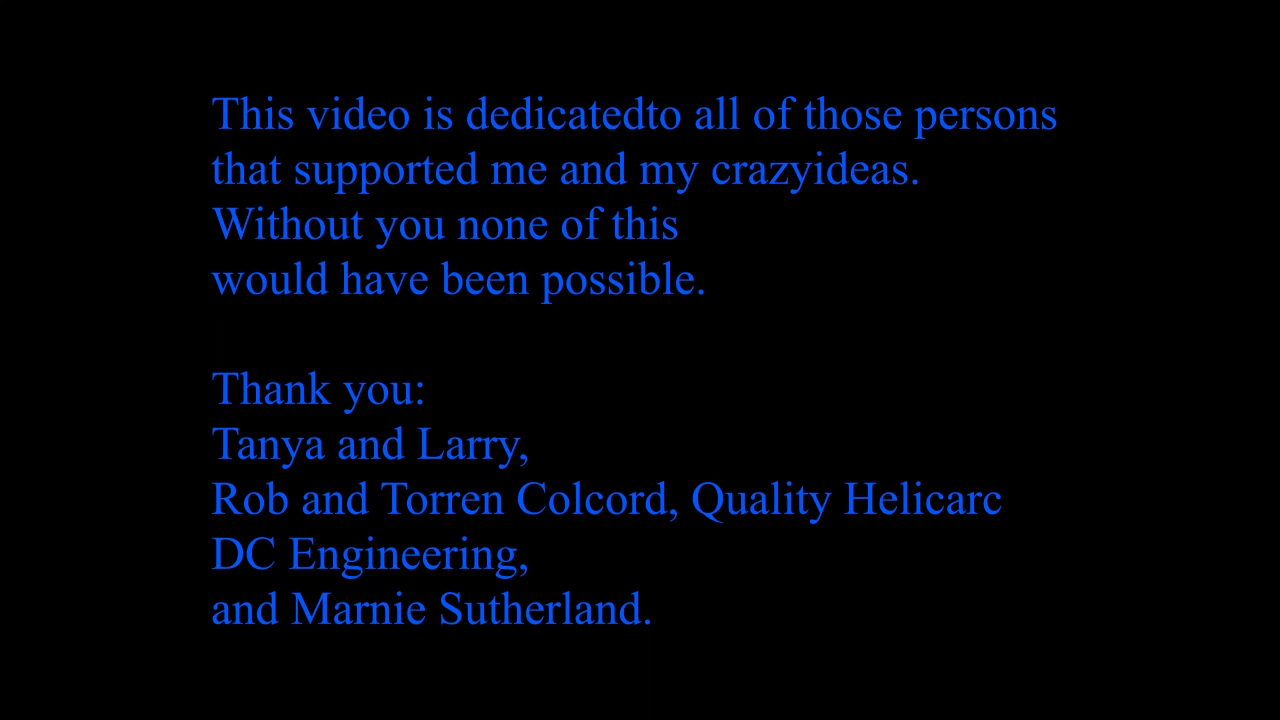 This video is dedicatedto all of those persons
that supported me and my crazyideas.
Without you none of this
would have been possible.
Thank you:
Tanya and Larry,
Rob and Torren Colcord, Quality Helicarc
DC Engineering,
and Marnie Sutherland.